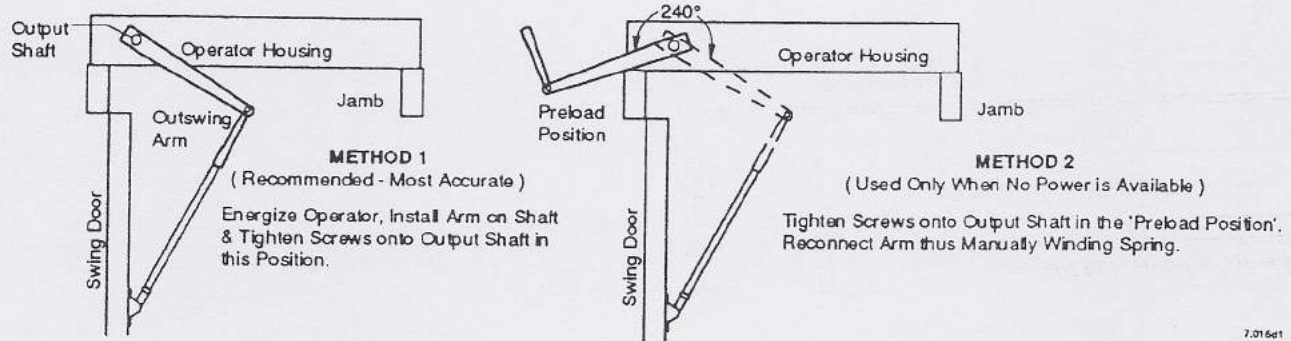 Output
Shaft
Operator Housing
Jamb
Outswing
Arm
Swing Door
METHOD 1
( Recommended - Most Accurate )
Energize Operator, Install Arm on Shaft
& Tighten Screws onto Output Shaft in
this Position.
240°
Operator Housing
Preload
Position
Jamb
Swing Door
METHOD 2
( Used Only When No Power is Available )
Tighten Screws onto Output Shaft in the 'Preload Position'.
Reconnect Arm thus Manually Winding Spring.
7.016d1